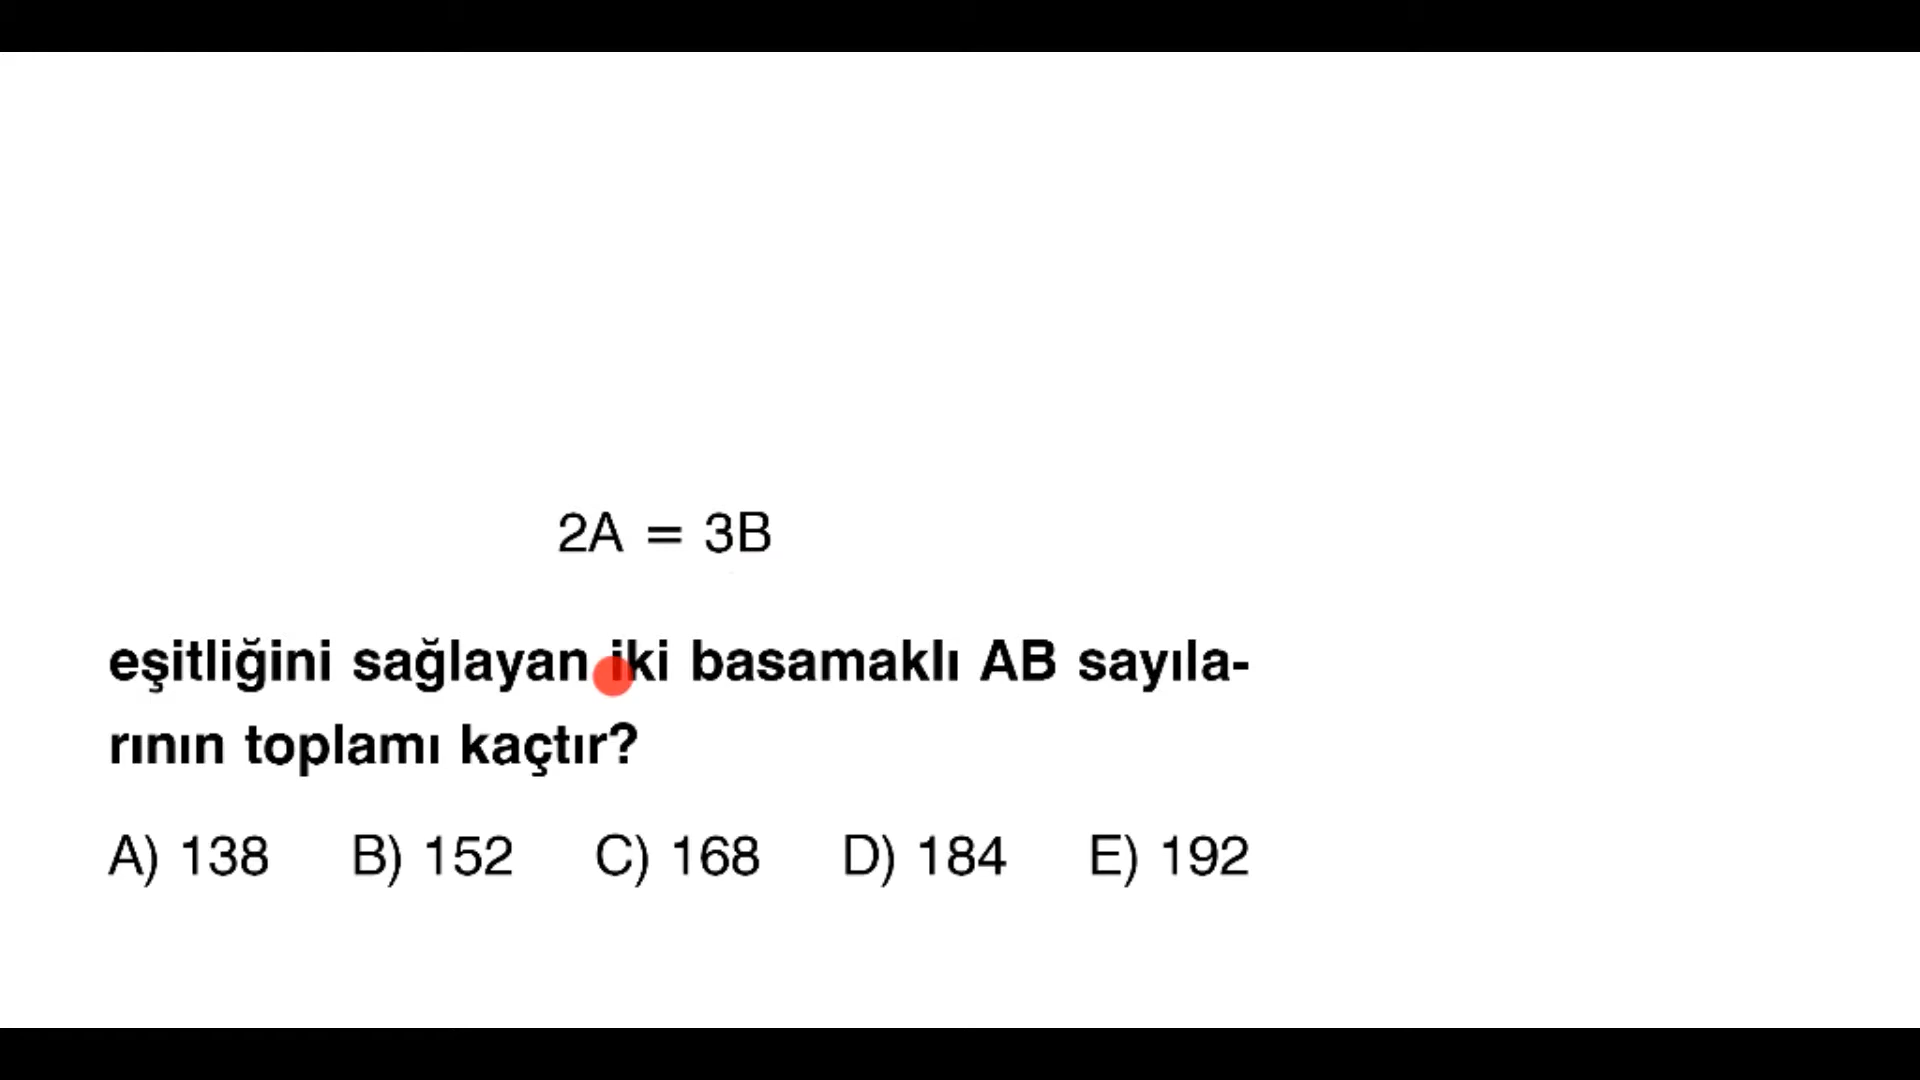 2A = 3B
eşitliğini sağlayan iki basamaklı AB sayıla-
rının toplamı kaçtır?
A) 138 B) 152 C) 168 D) 184 E) 192